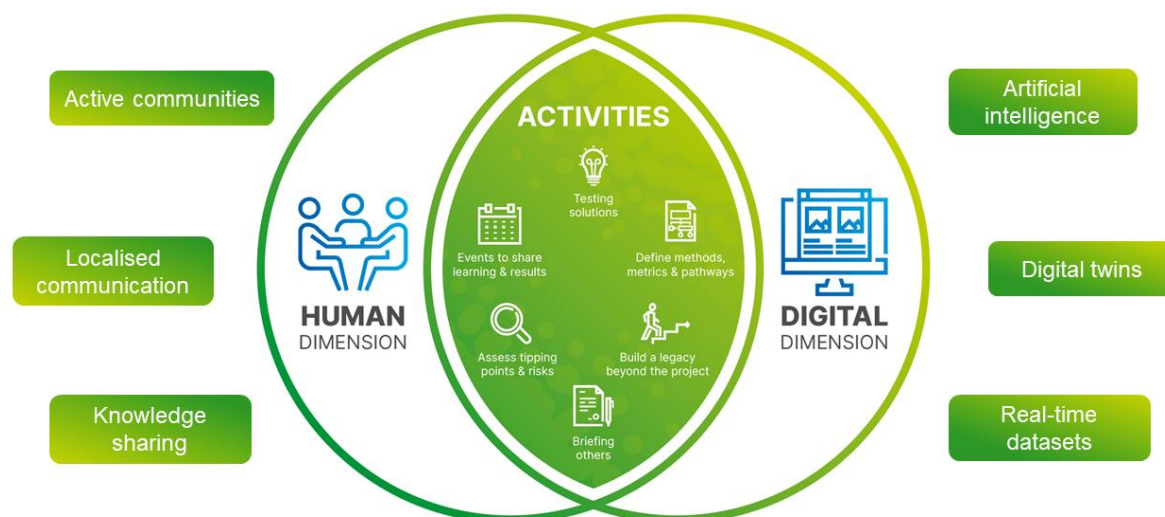 Active communities
Localised
communication
Knowledge
sharing
HUMAN
DIMENSION
ACTIVITIES
Testing
solutions
Events to share
learning & results
Define methods,
metrics & pathways
Assess tipping
points & risks
Build a legacy
beyond the project
Briefing
others
DIGITAL
DIMENSION
Artificial
intelligence
Digital twins
Real-time
datasets